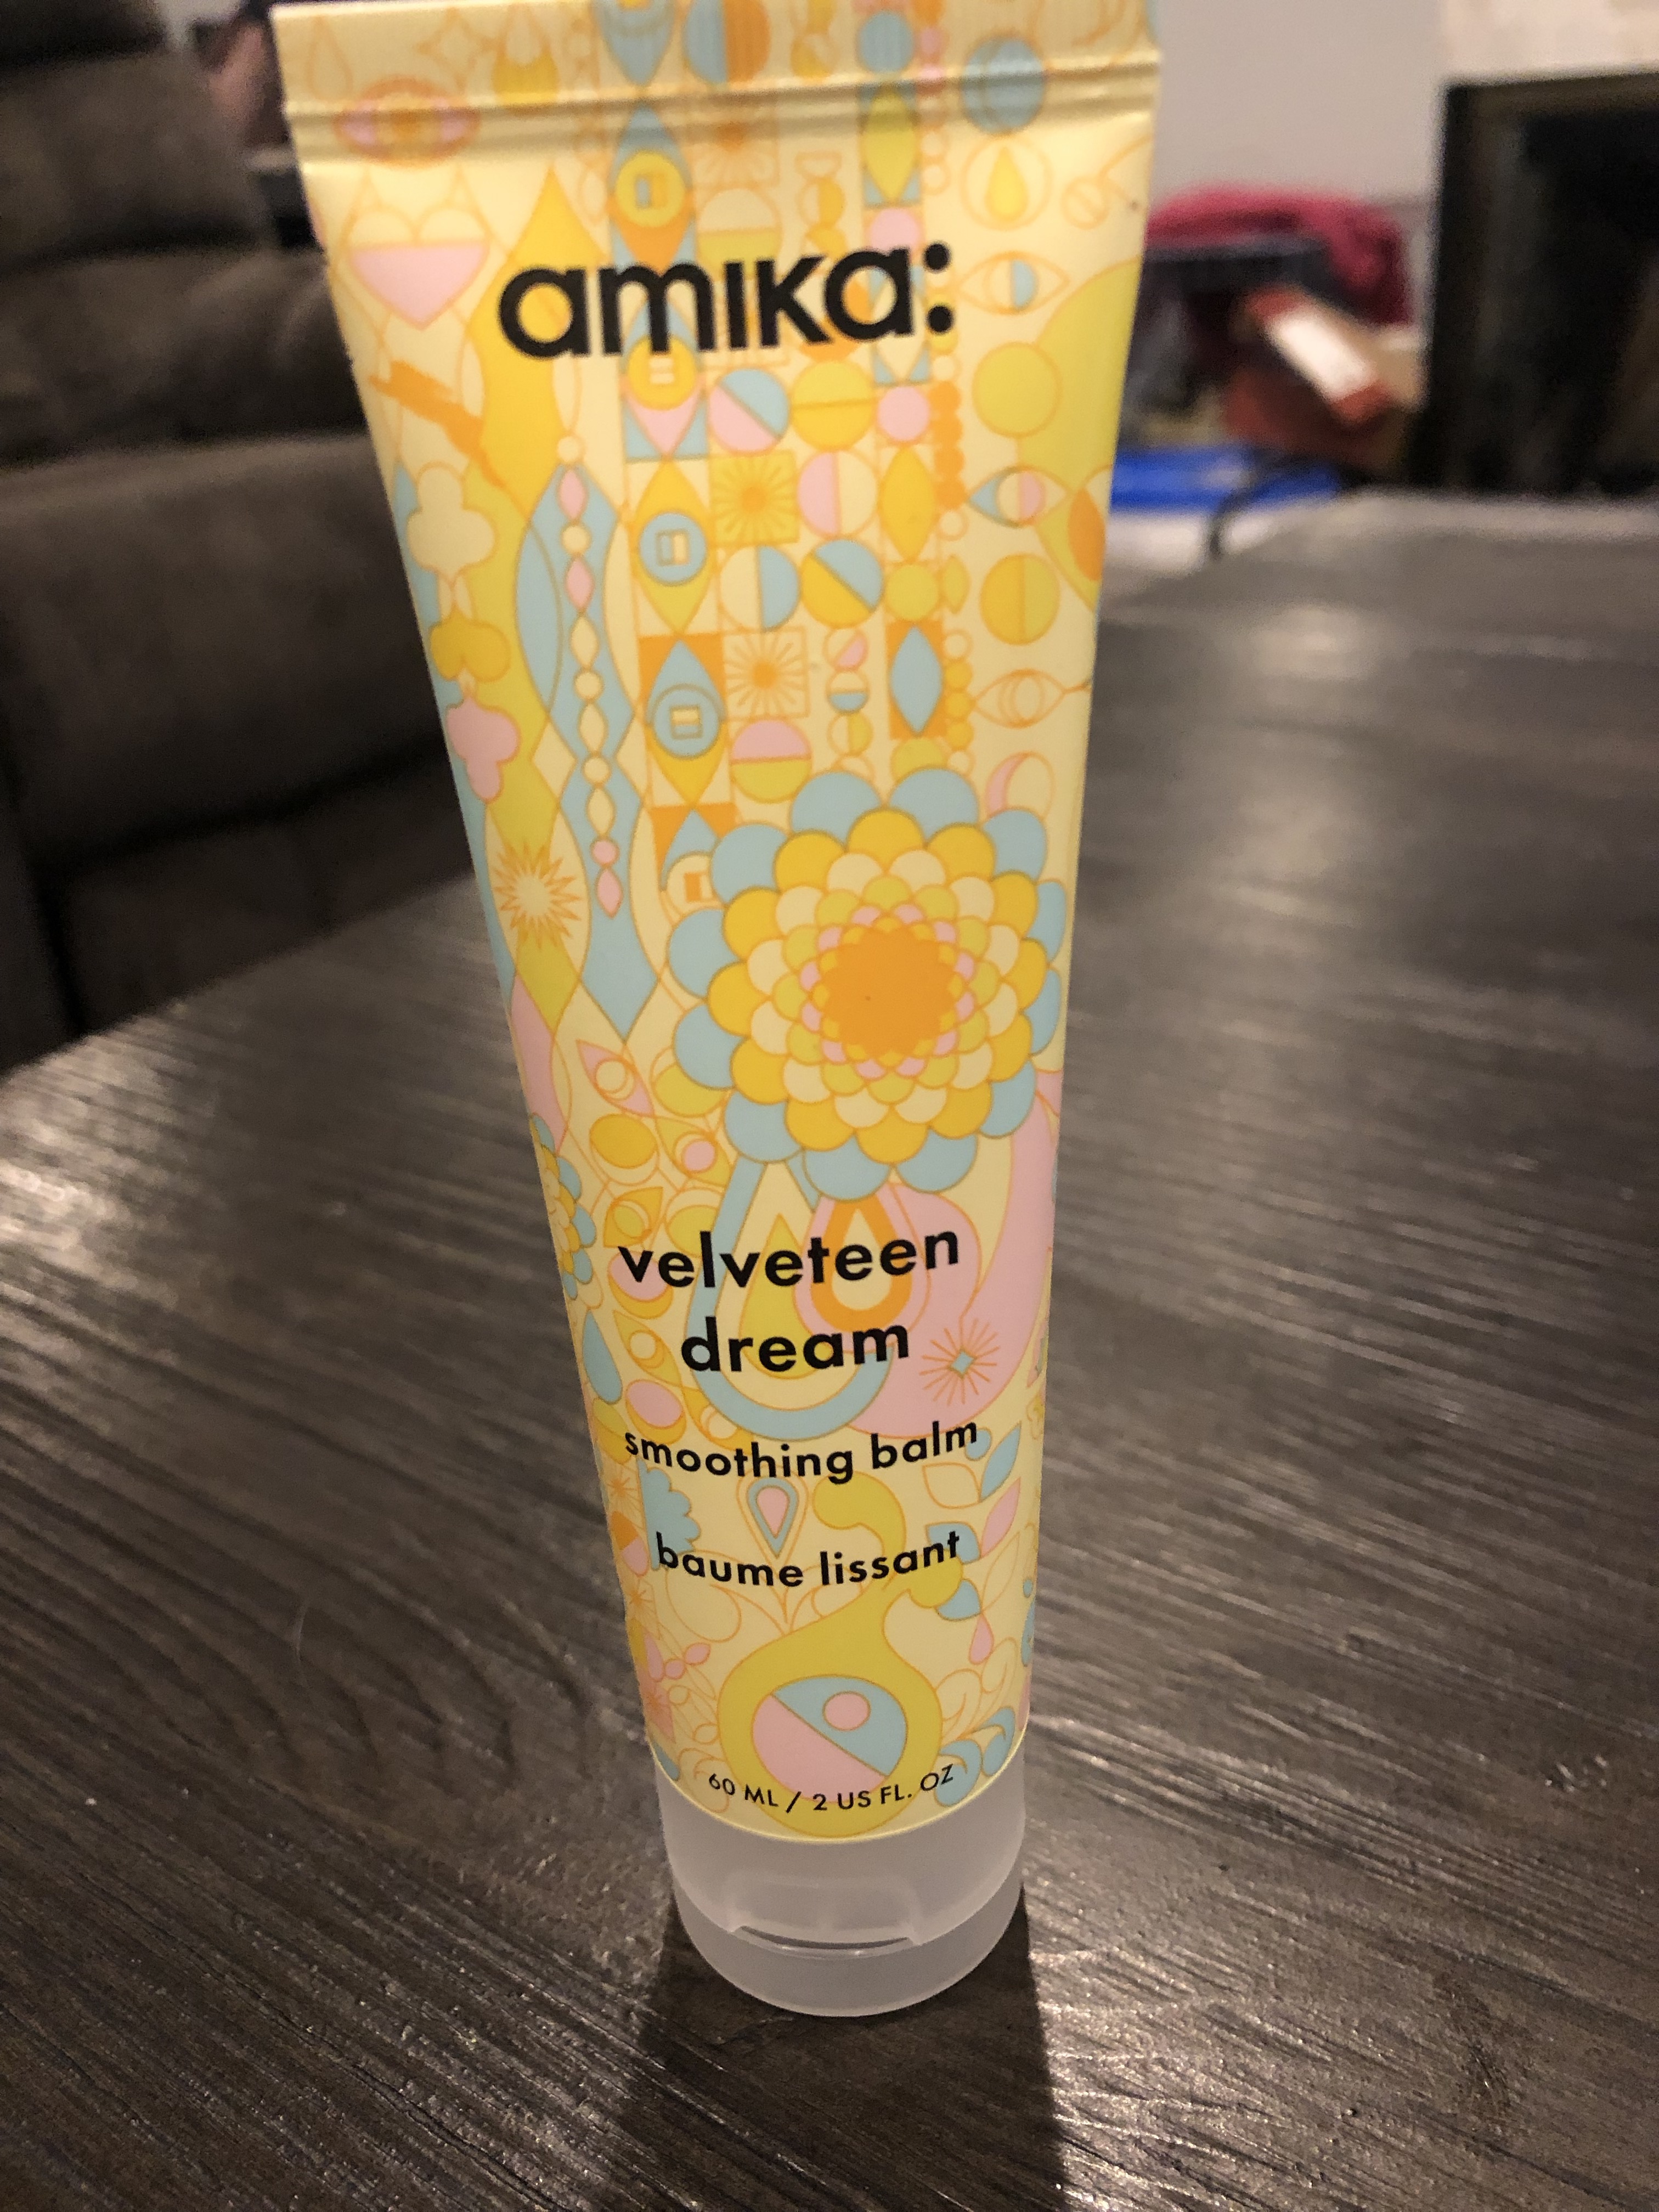 amika:
velveteen
dream
smoothing balm
baume lissant
60 ML / 2 US FL. OZ